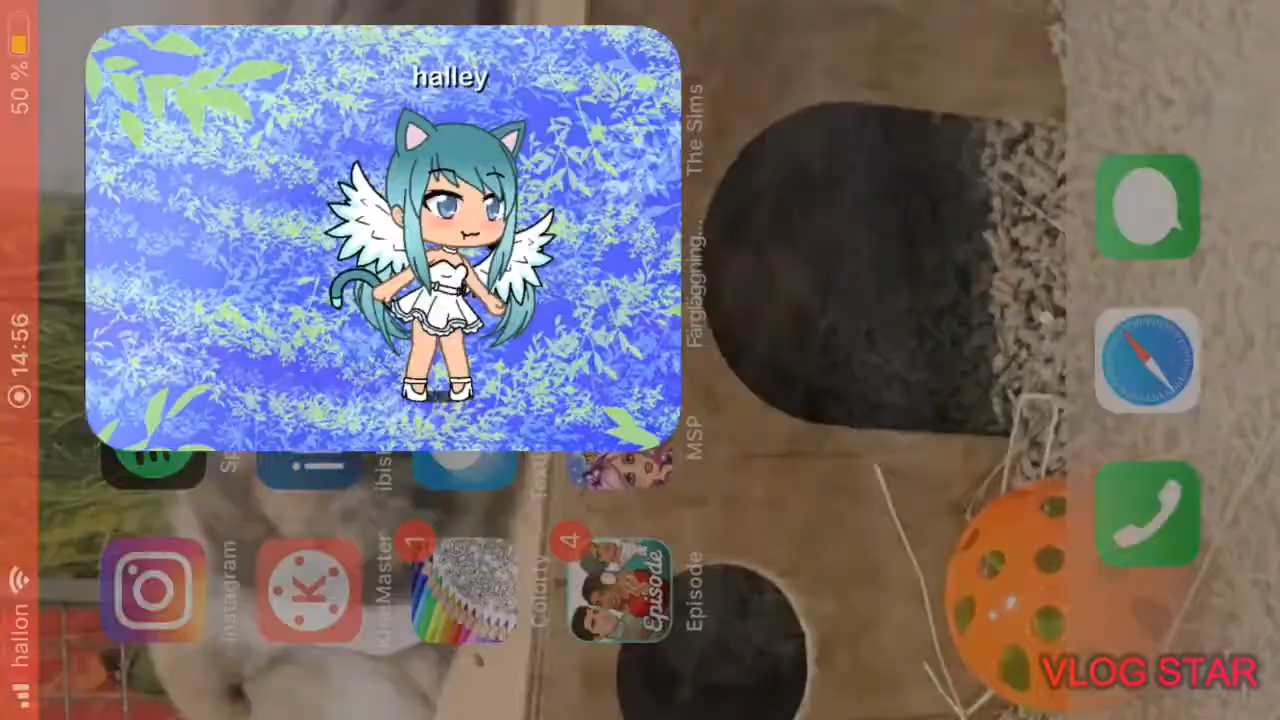 halley
50 %
14:56
hallon
The Sims
Färgläggning...
MSP
Episode
Episode
4
Colorfy
1
KineMaster
K
ibis
Instagram
Sp
VLOG STAR